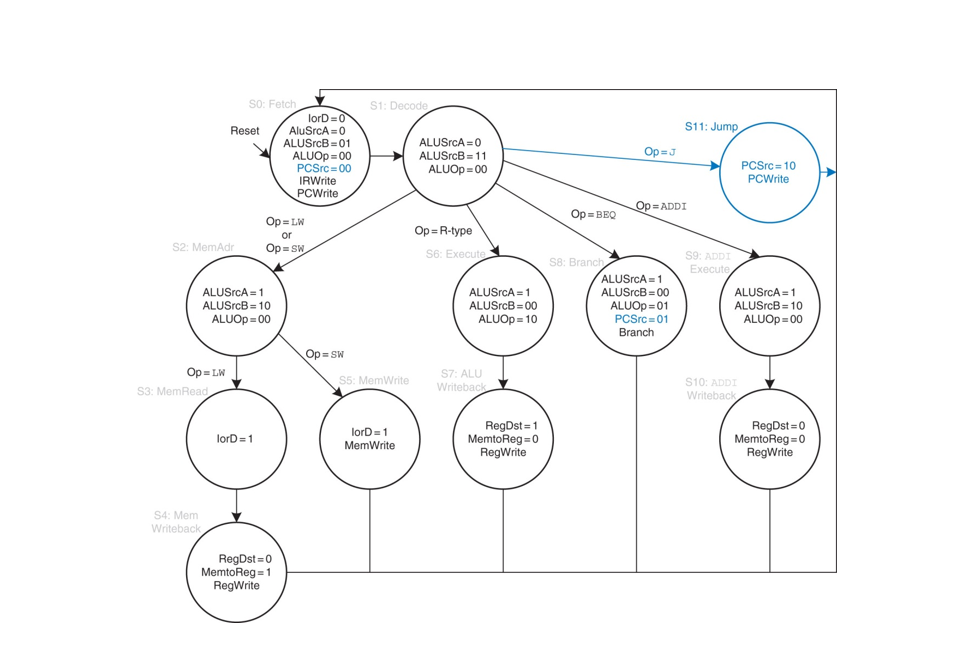 S0: Fetch
Reset
IorD = 0
AluSrcA = 0
ALUSrcB = 01
ALUOp = 00
PCSrc = 00
IRWrite
PCWrite
S1: Decode
ALUSrcA = 0
ALUSrcB = 11
ALUOp = 00
S11: Jump
Op = J
PCSrc = 10
PCWrite
Op = LW
or
Op = SW
Op = R-type
Op = BEQ
Op = ADDI
S2: MemAdr
ALUSrcA = 1
ALUSrcB = 10
ALUOp = 00
S6: Execute
ALUSrcA = 1
ALUSrcB = 00
ALUOp = 10
S8: Branch
ALUSrcA = 1
ALUSrcB = 00
ALUOp = 01
PCSrc = 01
Branch
S9: ADDI
Execute
ALUSrcA = 1
ALUSrcB = 10
ALUOp = 00
Op = LW
Op = SW
S3: MemRead
IorD = 1
S5: MemWrite
IorD = 1
MemWrite
S7: ALU
Writeback
RegDst = 1
MemtoReg = 0
RegWrite
S10: ADDI
Writeback
RegDst = 0
MemtoReg = 0
RegWrite
S4: Mem
Writeback
RegDst = 0
MemtoReg = 1
RegWrite